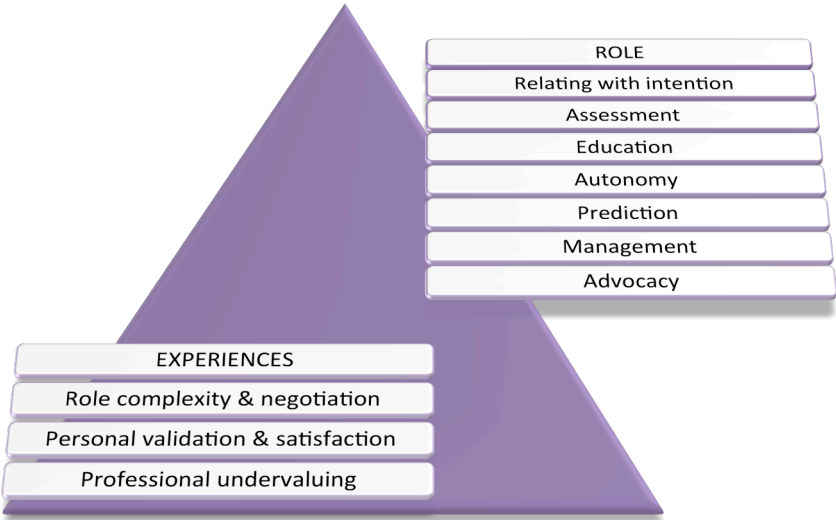 ROLE
Relating with intention
Assessment
Education
Autonomy
Prediction
Management
Advocacy
EXPERIENCES
Role complexity & negotiation
Personal validation & satisfaction
Professional undervaluing